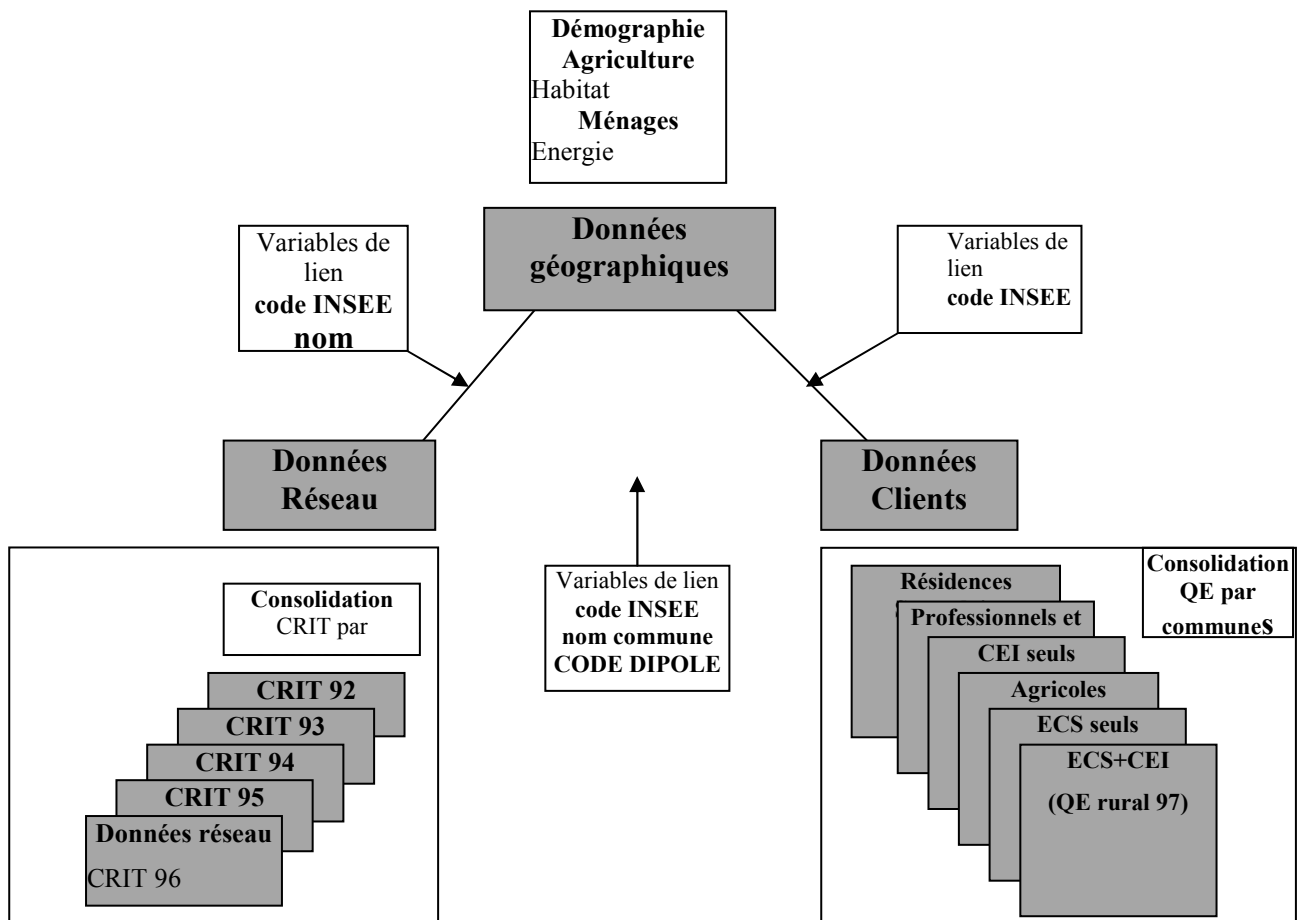 Démographie
Agriculture
Habitat
Ménages
Energie
Données
géographiques
Variables de
lien
code INSEE
nom
Variables de
lien
code INSEE
Données
Réseau
Données
Clients
Variables de lien
code INSEE
nom commune
CODE DIPOLE
Consolidation
CRIT par
CRIT 92
CRIT 93
CRIT 94
CRIT 95
Données réseau
CRIT 96
Consolidation
QE par
communes
Résidences
Professionnels et
CEI seuls
Agricoles
ECS seuls
ECS+CEI
(QE rural 97)